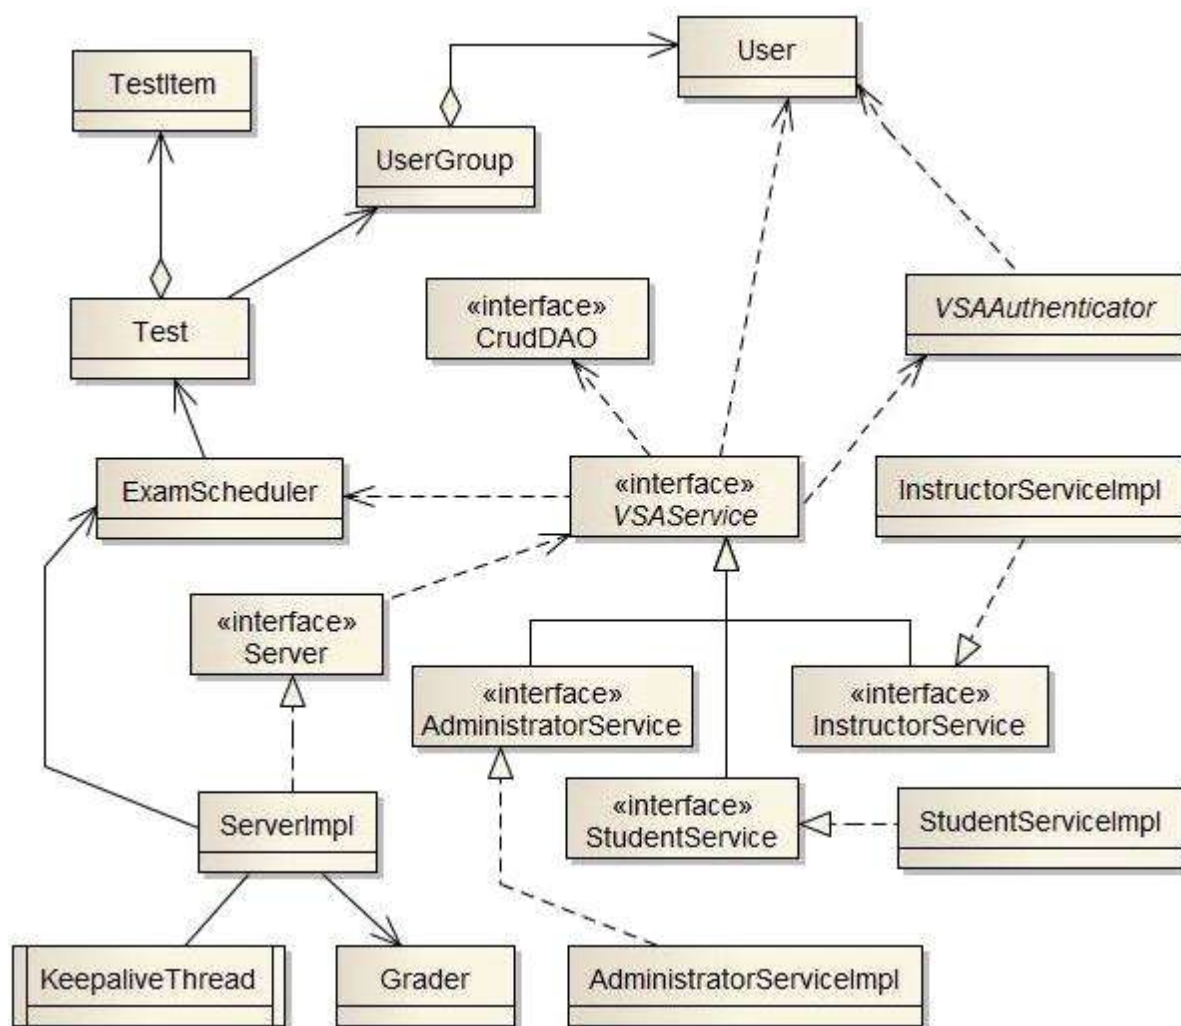 User
TestItem
UserGroup
«interface»
CrudDAO
VSAAuthenticator
Test
ExamScheduler
«interface»
VSAService
InstructorServiceImpl
«interface»
Server
«interface»
AdministratorService
«interface»
InstructorService
ServerImpl
«interface»
StudentService
StudentServiceImpl
KeepaliveThread
Grader
AdministratorServiceImpl